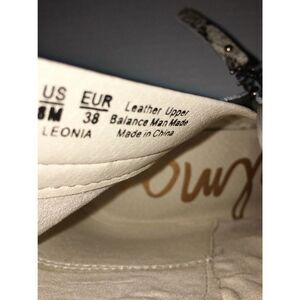 US EUR Leather Upper
8M 38 Balance Man Made
LEONIA Made in China